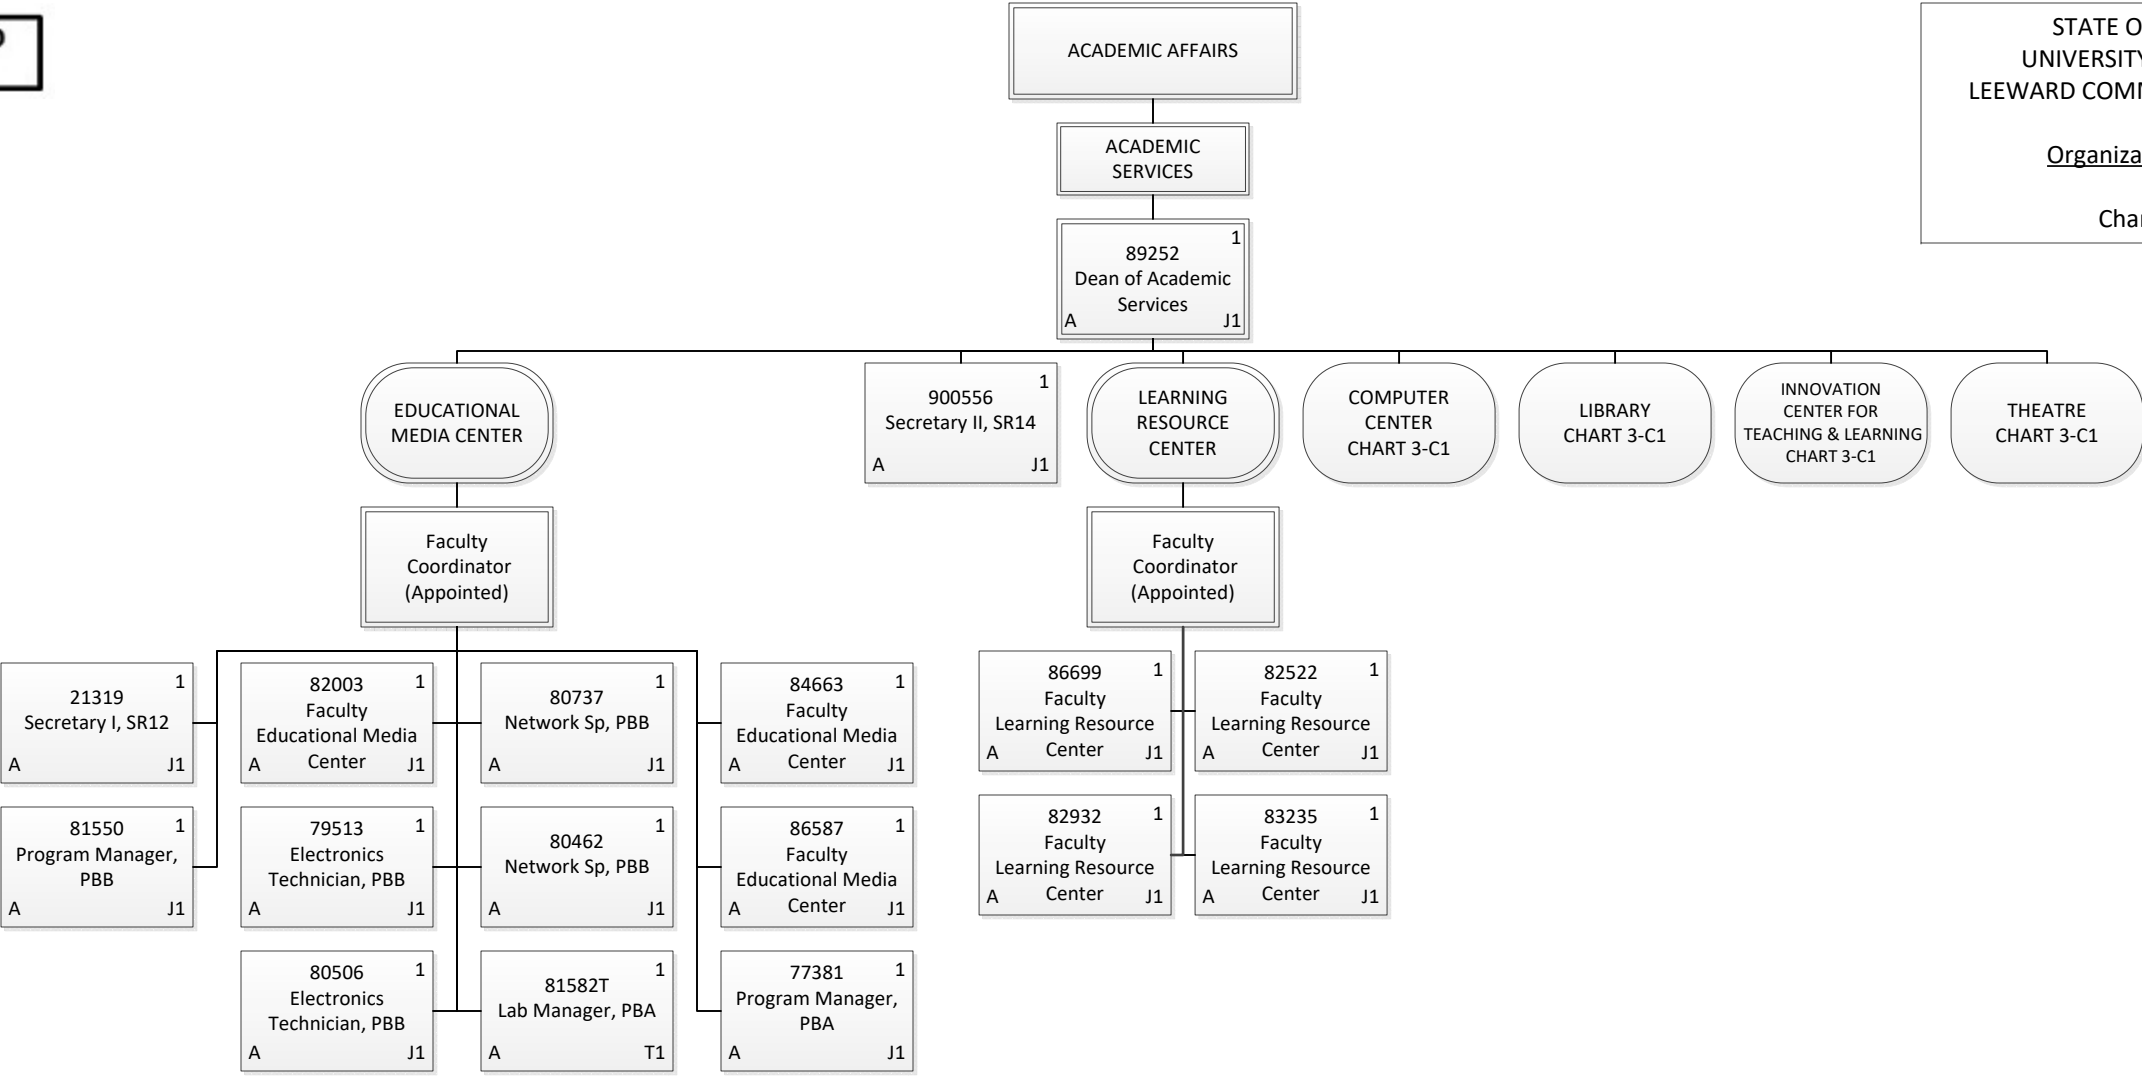 ACADEMIC AFFAIRS
STATE O
UNIVERSITY
LEEWARD COM
Organiza
Char
ACADEMIC
SERVICES
1
89252
Dean of Academic
Services
A J1
EDUCATIONAL
MEDIA CENTER
1
900556
Secretary II, SR14
A J1
LEARNING
RESOURCE
CENTER
COMPUTER
CENTER
CHART 3-C1
LIBRARY
CHART 3-C1
INNOVATION
CENTER FOR
TEACHING & LEARNING
CHART 3-C1
THEATRE
CHART 3-C1
Faculty
Coordinator
(Appointed)
Faculty
Coordinator
(Appointed)
1
21319
Secretary I, SR12
A J1
82003 1
Faculty
Educational Media
A Center J1
1
80737
Network Sp, PBB
A J1
84663 1
Faculty
Educational Media
A Center J1
86699 1
Faculty
Learning Resource
A Center J1
82522 1
Faculty
Learning Resource
A Center J1
81550 1
Program Manager,
PBB
A J1
79513 1
Electronics
Technician, PBB
A J1
1
80462
Network Sp, PBB
A J1
86587 1
Faculty
Educational Media
A Center J1
82932 1
Faculty
Learning Resource
A Center J1
83235 1
Faculty
Learning Resource
A Center J1
80506 1
Electronics
Technician, PBB
A J1
1
81582T
Lab Manager, PBA
A T1
77381 1
Program Manager,
PBA
A J1